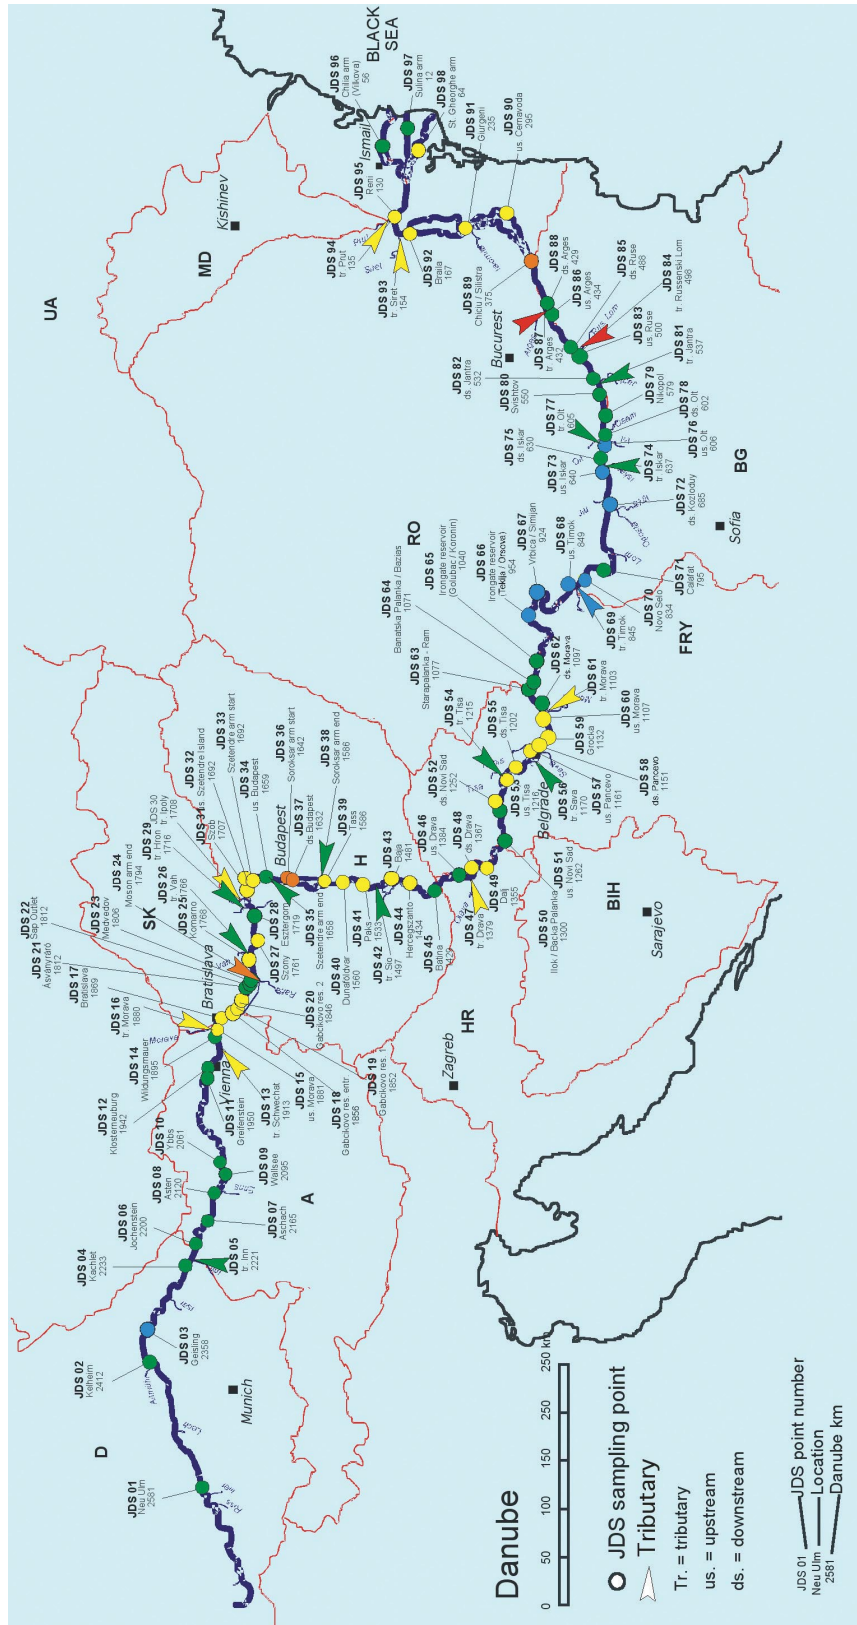 UA
MD
RO
BG
FRY
SK
H
HR
BIH
A
D
BLACK
SEA
Kishinev
Ismail
Bucurest
Sofia
Belgrade
Sarajevo
Zagreb
Budapest
Bratislava
Vienna
Munich
JDS 01
Neu Ulm
2581
JDS 02
Kelheim
2412
JDS 03
Geisling
2358
JDS 04
Kachlet
2233
JDS 05
tr. Inn
2221
JDS 06
Jochenstein
2200
JDS 07
Aschach
2165
JDS 08
Asten
2120
JDS 09
Wallsee
2095
JDS 10
Ybbs
2061
JDS 11
Greifenstein
1950
JDS 12
Klosterneuburg
1942
JDS 13
tr. Schwechat
1913
JDS 14
Wildungsmauer
1895
JDS 15
us. Morava
1881
JDS 16
tr. Morava
1880
JDS 17
Bratislava
1869
JDS 18
Gabcikovo res. entr.
1856
JDS 19
Gabcikovo res. 1
1852
JDS 20
Gabcikovo res. 2
1846
JDS 21
Asványráró
1812
JDS 22
Sap Outlet
1812
JDS 23
Medvedov
1806
JDS 24
Moson arm end
1794
JDS 25
Komarno
1768
JDS 26
tr. Vah
1766
JDS 27
Szony
1761
JDS 28
Esztergom
1719
JDS 29
tr. Hron
1716
JDS 30
tr. Ipoly
1708
JDS 31
Szob
1707
JDS 32
us. Szetendre Island
1692
JDS 33
Szetendre arm start
1692
JDS 34
us. Budapest
1659
JDS 35
Szetendre arm end
1658
JDS 36
Soroksar arm start
1642
JDS 37
ds.Budapest
1632
JDS 38
Soroksar arm end
1586
JDS 39
Tass
1586
JDS 40
Dunafoldvar
1560
JDS 41
Paks
1533
JDS 42
tr. Sio
1497
JDS 43
Baja
1481
JDS 44
Hercegszanto
1434
JDS 45
Batina
1429
JDS 46
us. Drava
1384
JDS 47
tr. Drava
1379
JDS 48
ds. Drava
1367
JDS 49
Dalj
1355
JDS 50
Ilok / Backa Palanka
1300
JDS 51
us. Novi Sad
1262
JDS 52
ds. Novi Sad
1252
JDS 53
us. Tisa
1216
JDS 54
tr. Tisa
1215
JDS 55
ds. Tisa
1202
JDS 56
tr. Sava
1170
JDS 57
us. Pancevo
1161
JDS 58
ds. Pancevo
1151
JDS 59
Grocka
1132
JDS 60
us. Morava
1107
JDS 61
tr. Morava
1103
JDS 62
ds. Morava
1097
JDS 63
Starapalanka - Ram
1077
JDS 64
Banatska Palanka / Bazias
1071
JDS 65
Irongate reservoir
(Golubac / Koronin)
1040
JDS 66
Irongate reservoir
(Tekija / Orsova)
954
JDS 67
Vrbica / Simijan
924
JDS 68
us. Timok
849
JDS 69
tr. Timok
845
JDS 70
Novo Selo
834
JDS 71
Calafat
795
JDS 72
ds. Kozloduy
685
JDS 73
us. Iskar
640
JDS 74
tr. Iskar
637
JDS 75
ds. Iskar
630
JDS 76
us. Olt
606
JDS 77
tr. Olt
605
JDS 78
ds. Olt
602
JDS 79
Nikopol
579
JDS 80
Svishtov
550
JDS 81
tr. Jantra
537
JDS 82
ds. Jantra
532
JDS 83
us. Ruse
500
JDS 84
tr. Russenski Lom
498
JDS 85
ds. Ruse
488
JDS 86
us. Arges
434
JDS 87
tr. Arges
432
JDS 88
ds. Arges
429
JDS 89
Chiciu / Silistra
375
JDS 90
us. Cernavoda
295
JDS 91
Giurgeni
235
JDS 92
Braila
167
JDS 93
tr. Siret
154
JDS 94
tr. Prut
135
JDS 95
Reni
130
JDS 96
Chilia arm
(Vilkova)
56
JDS 97
Sulina arm
12
JDS 98
St. Gheorghe arm
64
Danube
0 50 100 150 250 250 km
JDS sampling point
Tributary
Tr. = tributary
us. = upstream
ds. = downstream
JDS 01 JDS point number
Neu Ulm Location
2581 Danube km